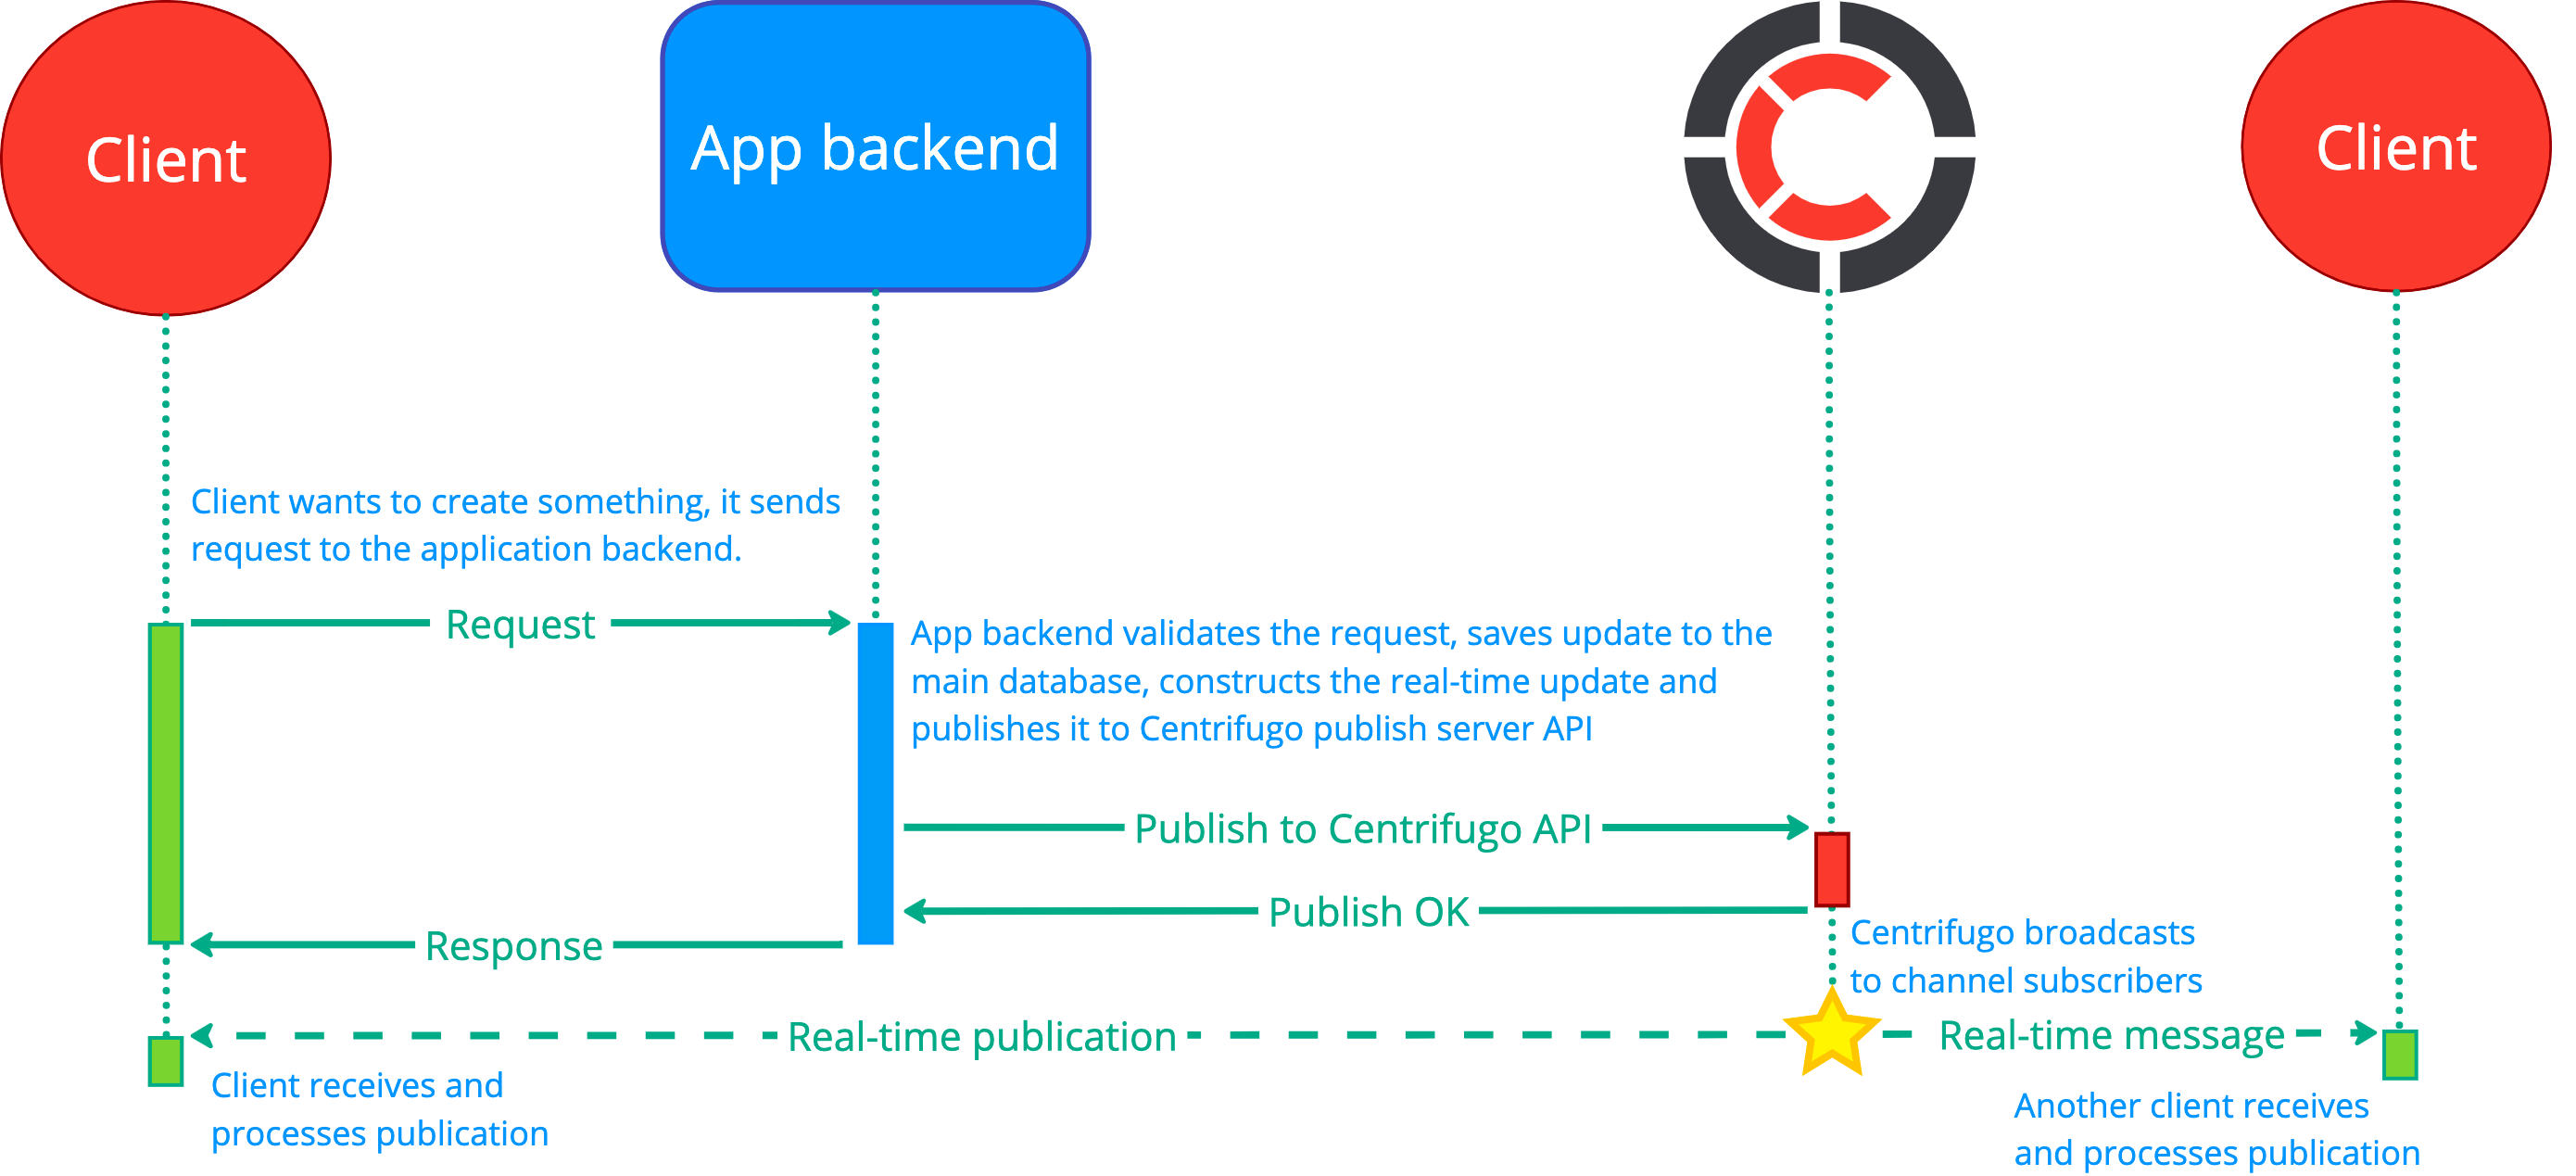 Client
App backend
Client
Client wants to create something, it sends
request to the application backend.
Request
App backend validates the request, saves update to the
main database, constructs the real-time update and
publishes it to Centrifugo publish server API
Publish to Centrifugo API
Publish OK
Response
Centrifugo broadcasts
to channel subscribers
Real-time publication
Real-time message
Client receives and
processes publication
Another client receives
and processes publication